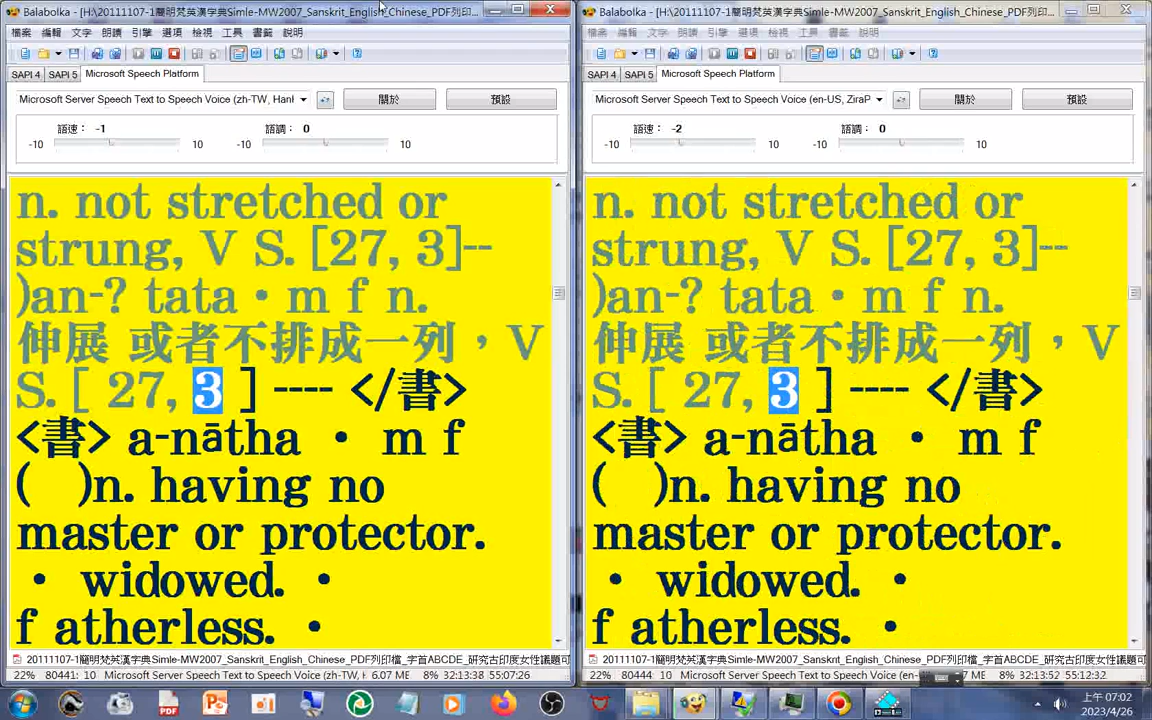 Balabolka - [H:\20111107-1簡明梵英漢字典Simle-MW2007_Sanskrit_English_Chinese_PDF列印...
檔案 編輯 文字 朗讀 引擎 選項 檢視 工具 書籤 說明
SAPI 4 SAPI 5 Microsoft Speech Platform
Microsoft Server Speech Text to Speech Voice (zh-TW, HanH
關於
預設
語速： -1
語調： 0
-10 10 -10 10
n. not stretched or
strung, V S. [27, 3]--
)an-? tata • m f n.
伸展 或者不排成一列，V
S. [ 27, 3 ] ---- </書>
<書> a-nātha • m f
( )n. having no
master or protector.
• widowed. •
f atherless. •
20111107-1簡明梵英漢字典Simle-MW2007_Sanskrit_English_Chinese_PDF列印檔_字首ABCDE_研究古印度女性議題可
22% 80441: 10 Microsoft Server Speech Text to Speech Voice (zh-TW, H 6.07 ME 8% 32:13:38 55:07:26
Balabolka - [H:\20111107-1簡明梵英漢字典Simle-MW2007_Sanskrit_English_Chinese_PDF列印...
檔案 編輯 文字 朗讀 引擎 選項 檢視 工具 書籤 說明
SAPI 4 SAPI 5 Microsoft Speech Platform
Microsoft Server Speech Text to Speech Voice (en-US, ZiraP
關於
預設
語速： -2
語調： 0
-10 10 -10 10
n. not stretched or
strung, V S. [27, 3]--
)an-? tata • m f n.
伸展 或者不排成一列，V
S. [ 27, 3 ] ---- </書>
<書> a-nātha • m f
( )n. having no
master or protector.
• widowed. •
f atherless. •
20111107-1簡明梵英漢字典Simle-MW2007_Sanskrit_English_Chinese_PDF列印檔_字首ABCDE_研究古印度女性議題可
22% 80444: 10 Microsoft Server Speech Text to Speech Voice ME 8% 32:13:52 55:12:32
上午 07:02
2023/4/26